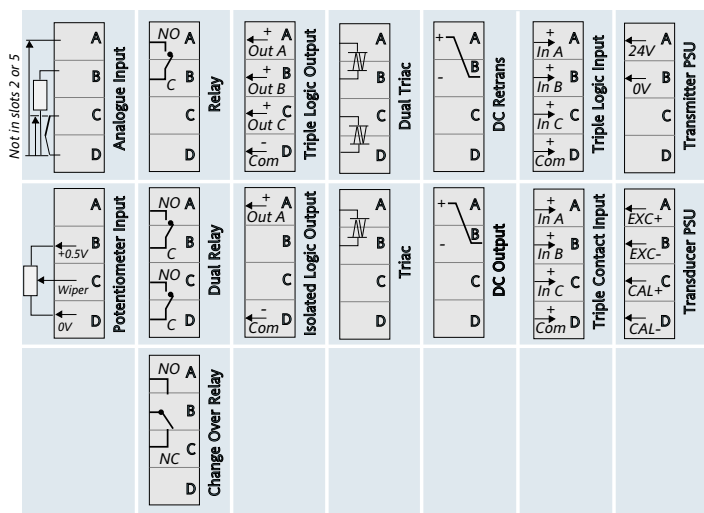 Not in slots 2 or 5
A
B
C
D
Analogue Input
NO
A
C
B
C
D
Relay
+
Out A
A
+
Out B
B
+
Out C
C
-
Com
D
Triple Logic Output
A
B
C
D
Dual Triac
+
A
-
B
C
D
DC Retrans
+
In A
A
+
In B
B
+
In C
C
+
Com
D
Triple Logic Input
24V
A
0V
B
C
D
Transmitter PSU
A
+0.5V
B
Wiper
C
0V
D
Potentiometer Input
NO
A
C
B
NO
C
C
D
Dual Relay
+
Out A
A
B
C
-
Com
D
Isolated Logic Output
A
B
C
D
Triac
+
A
-
B
C
D
DC Output
+
In A
A
+
In B
B
+
In C
C
+
Com
D
Triple Contact Input
EXC+
A
EXC-
B
CAL+
C
CAL-
D
Transducer PSU
NO
A
B
NC
C
D
Change Over Relay